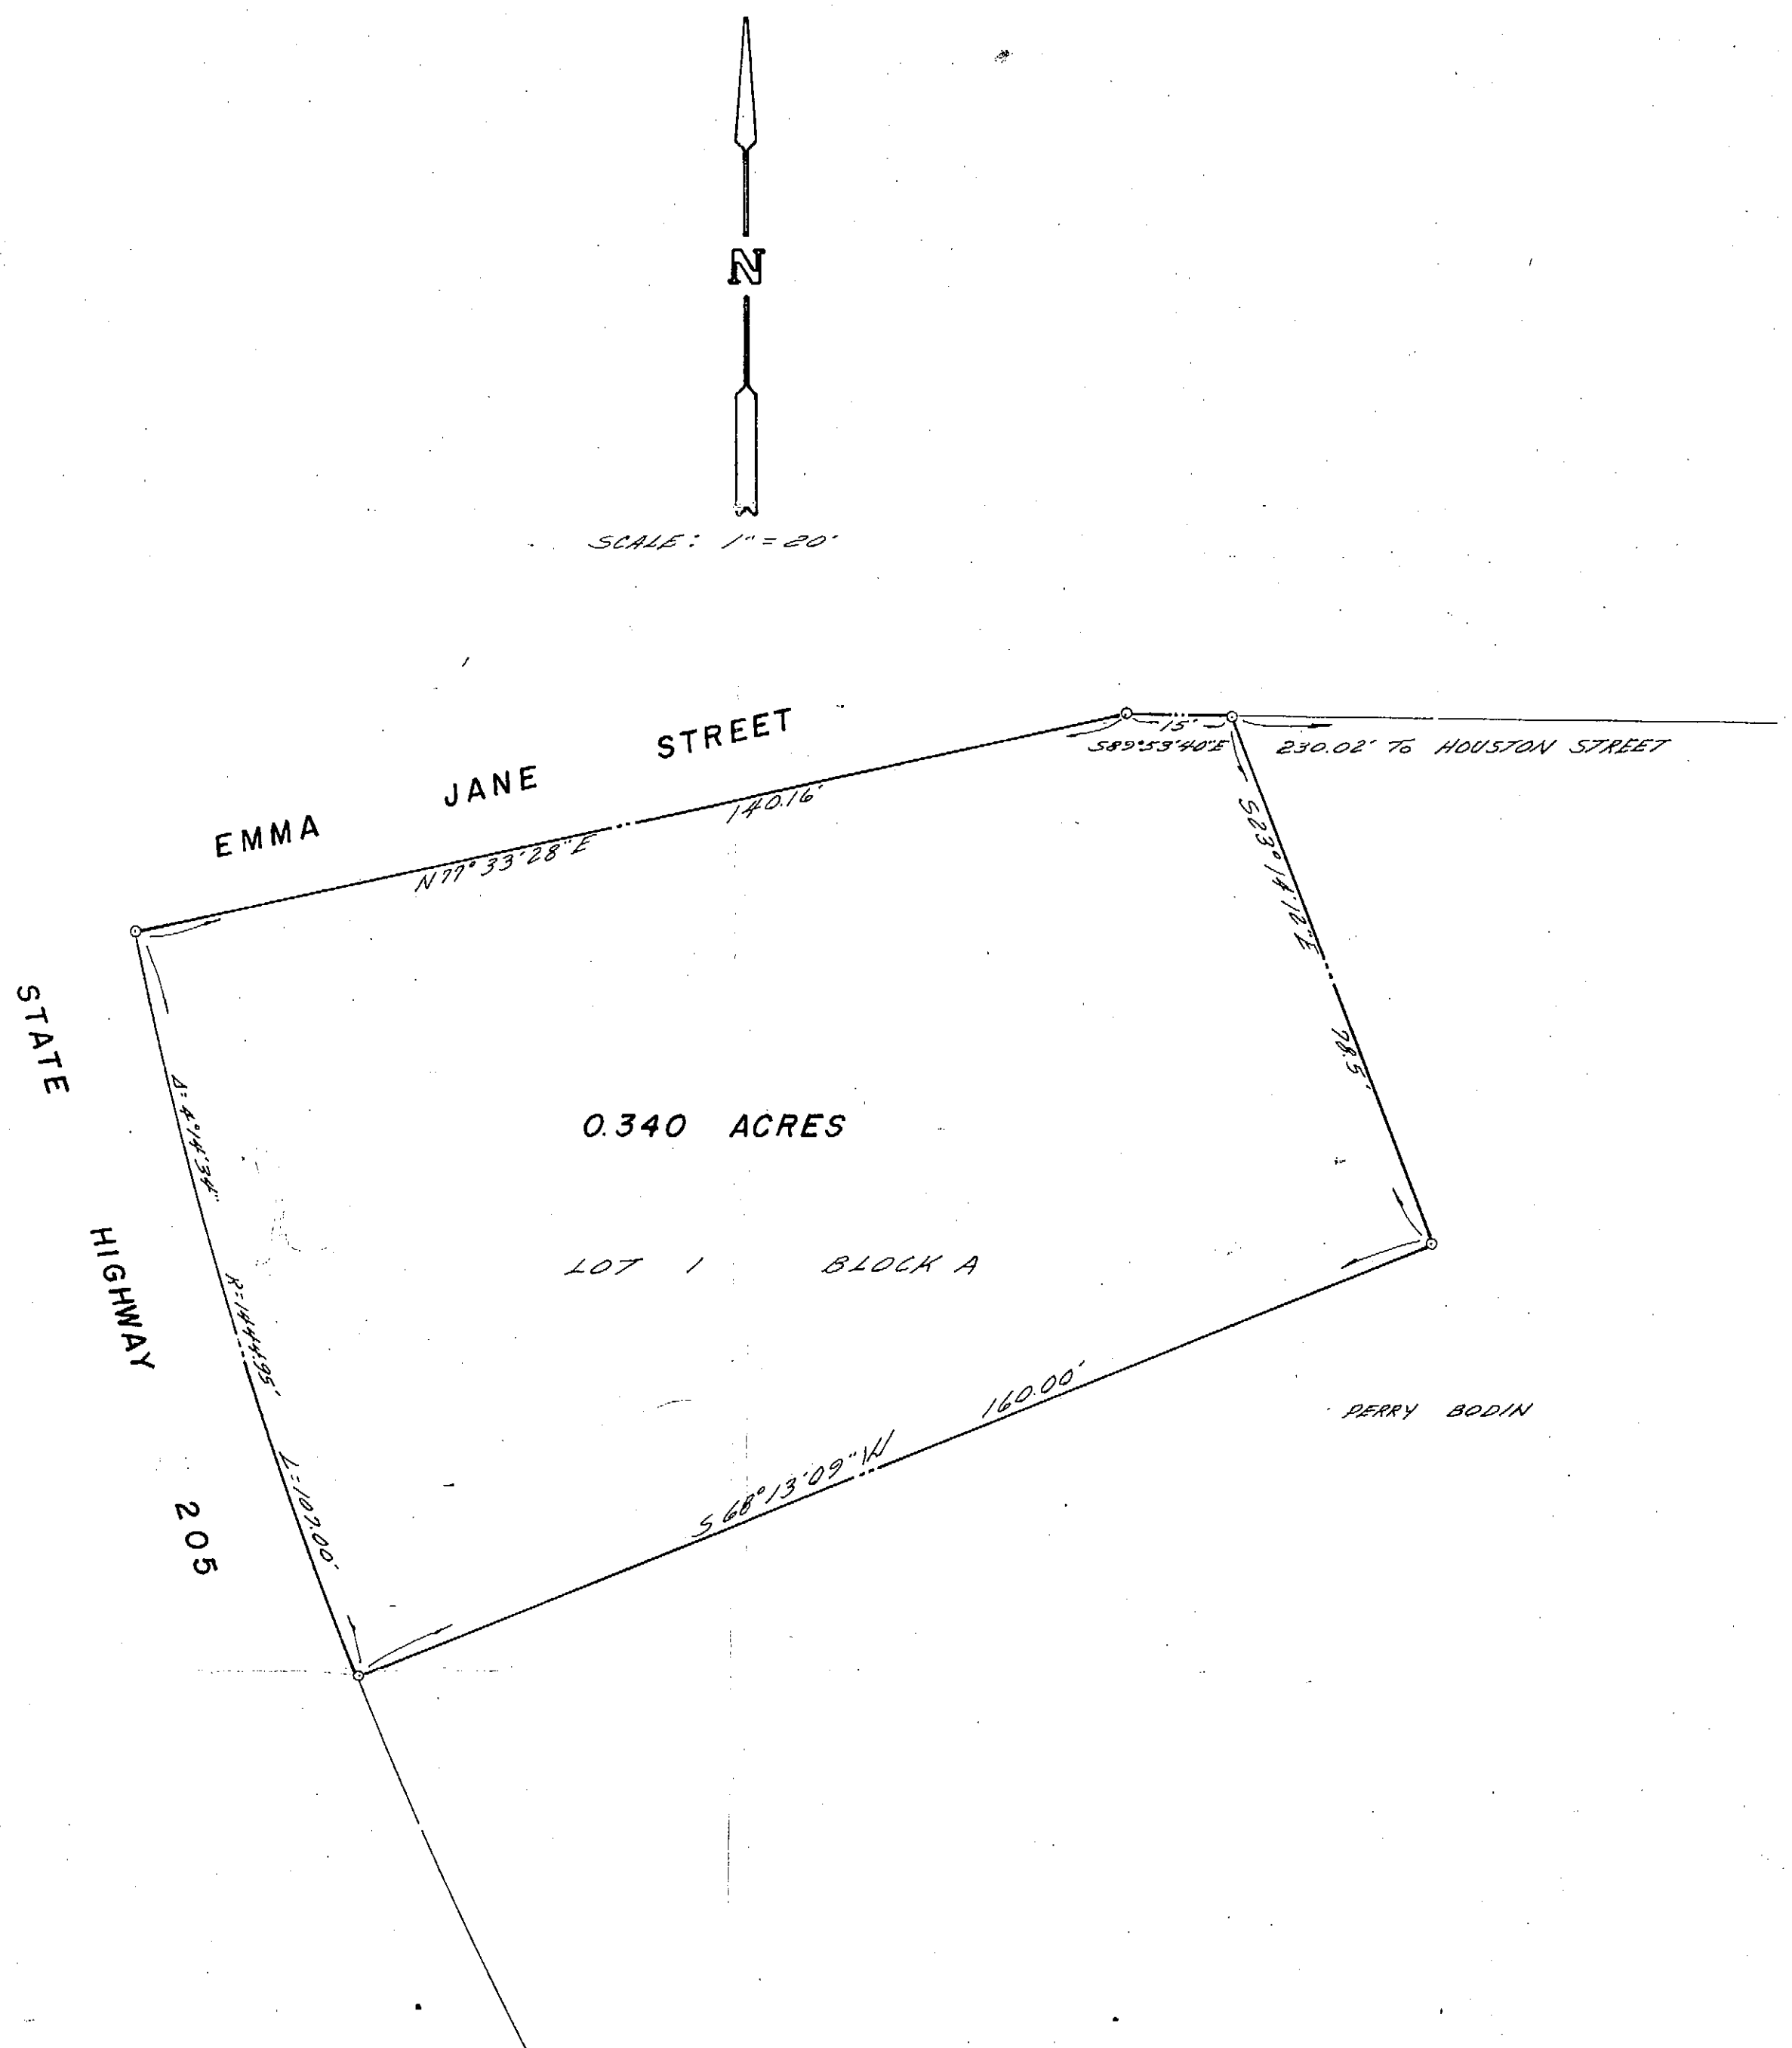 N
SCALE: 1" = 20'
EMMA JANE STREET
N 77° 33' 28" E
140.16'
15'
S89°53'40"E
230.02' TO HOUSTON STREET
S23°14'12"E
78.5'
STATE HIGHWAY 205
Δ=4°14'34"
R=1444.95'
L=107.00'
0.340 ACRES
LOT 1 BLOCK A
S 68° 13' 09" W
160.00'
PERRY BODIN